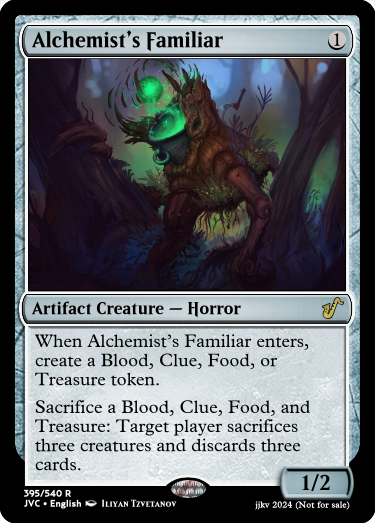 Alchemist's Familiar
1
Artifact Creature — Horror
When Alchemist's Familiar enters,
create a Blood, Clue, Food, or
Treasure token.
Sacrifice a Blood, Clue, Food, and
Treasure: Target player sacrifices
three creatures and discards three
cards.
1/2
395/540 R
JVC • English Iliyan Tzvetanov
jjkv 2024 (Not for sale)